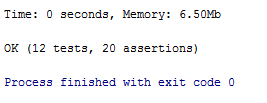 Time: 0 seconds, Memory: 6.50Mb
OK (12 tests, 20 assertions)
Process finished with exit code 0